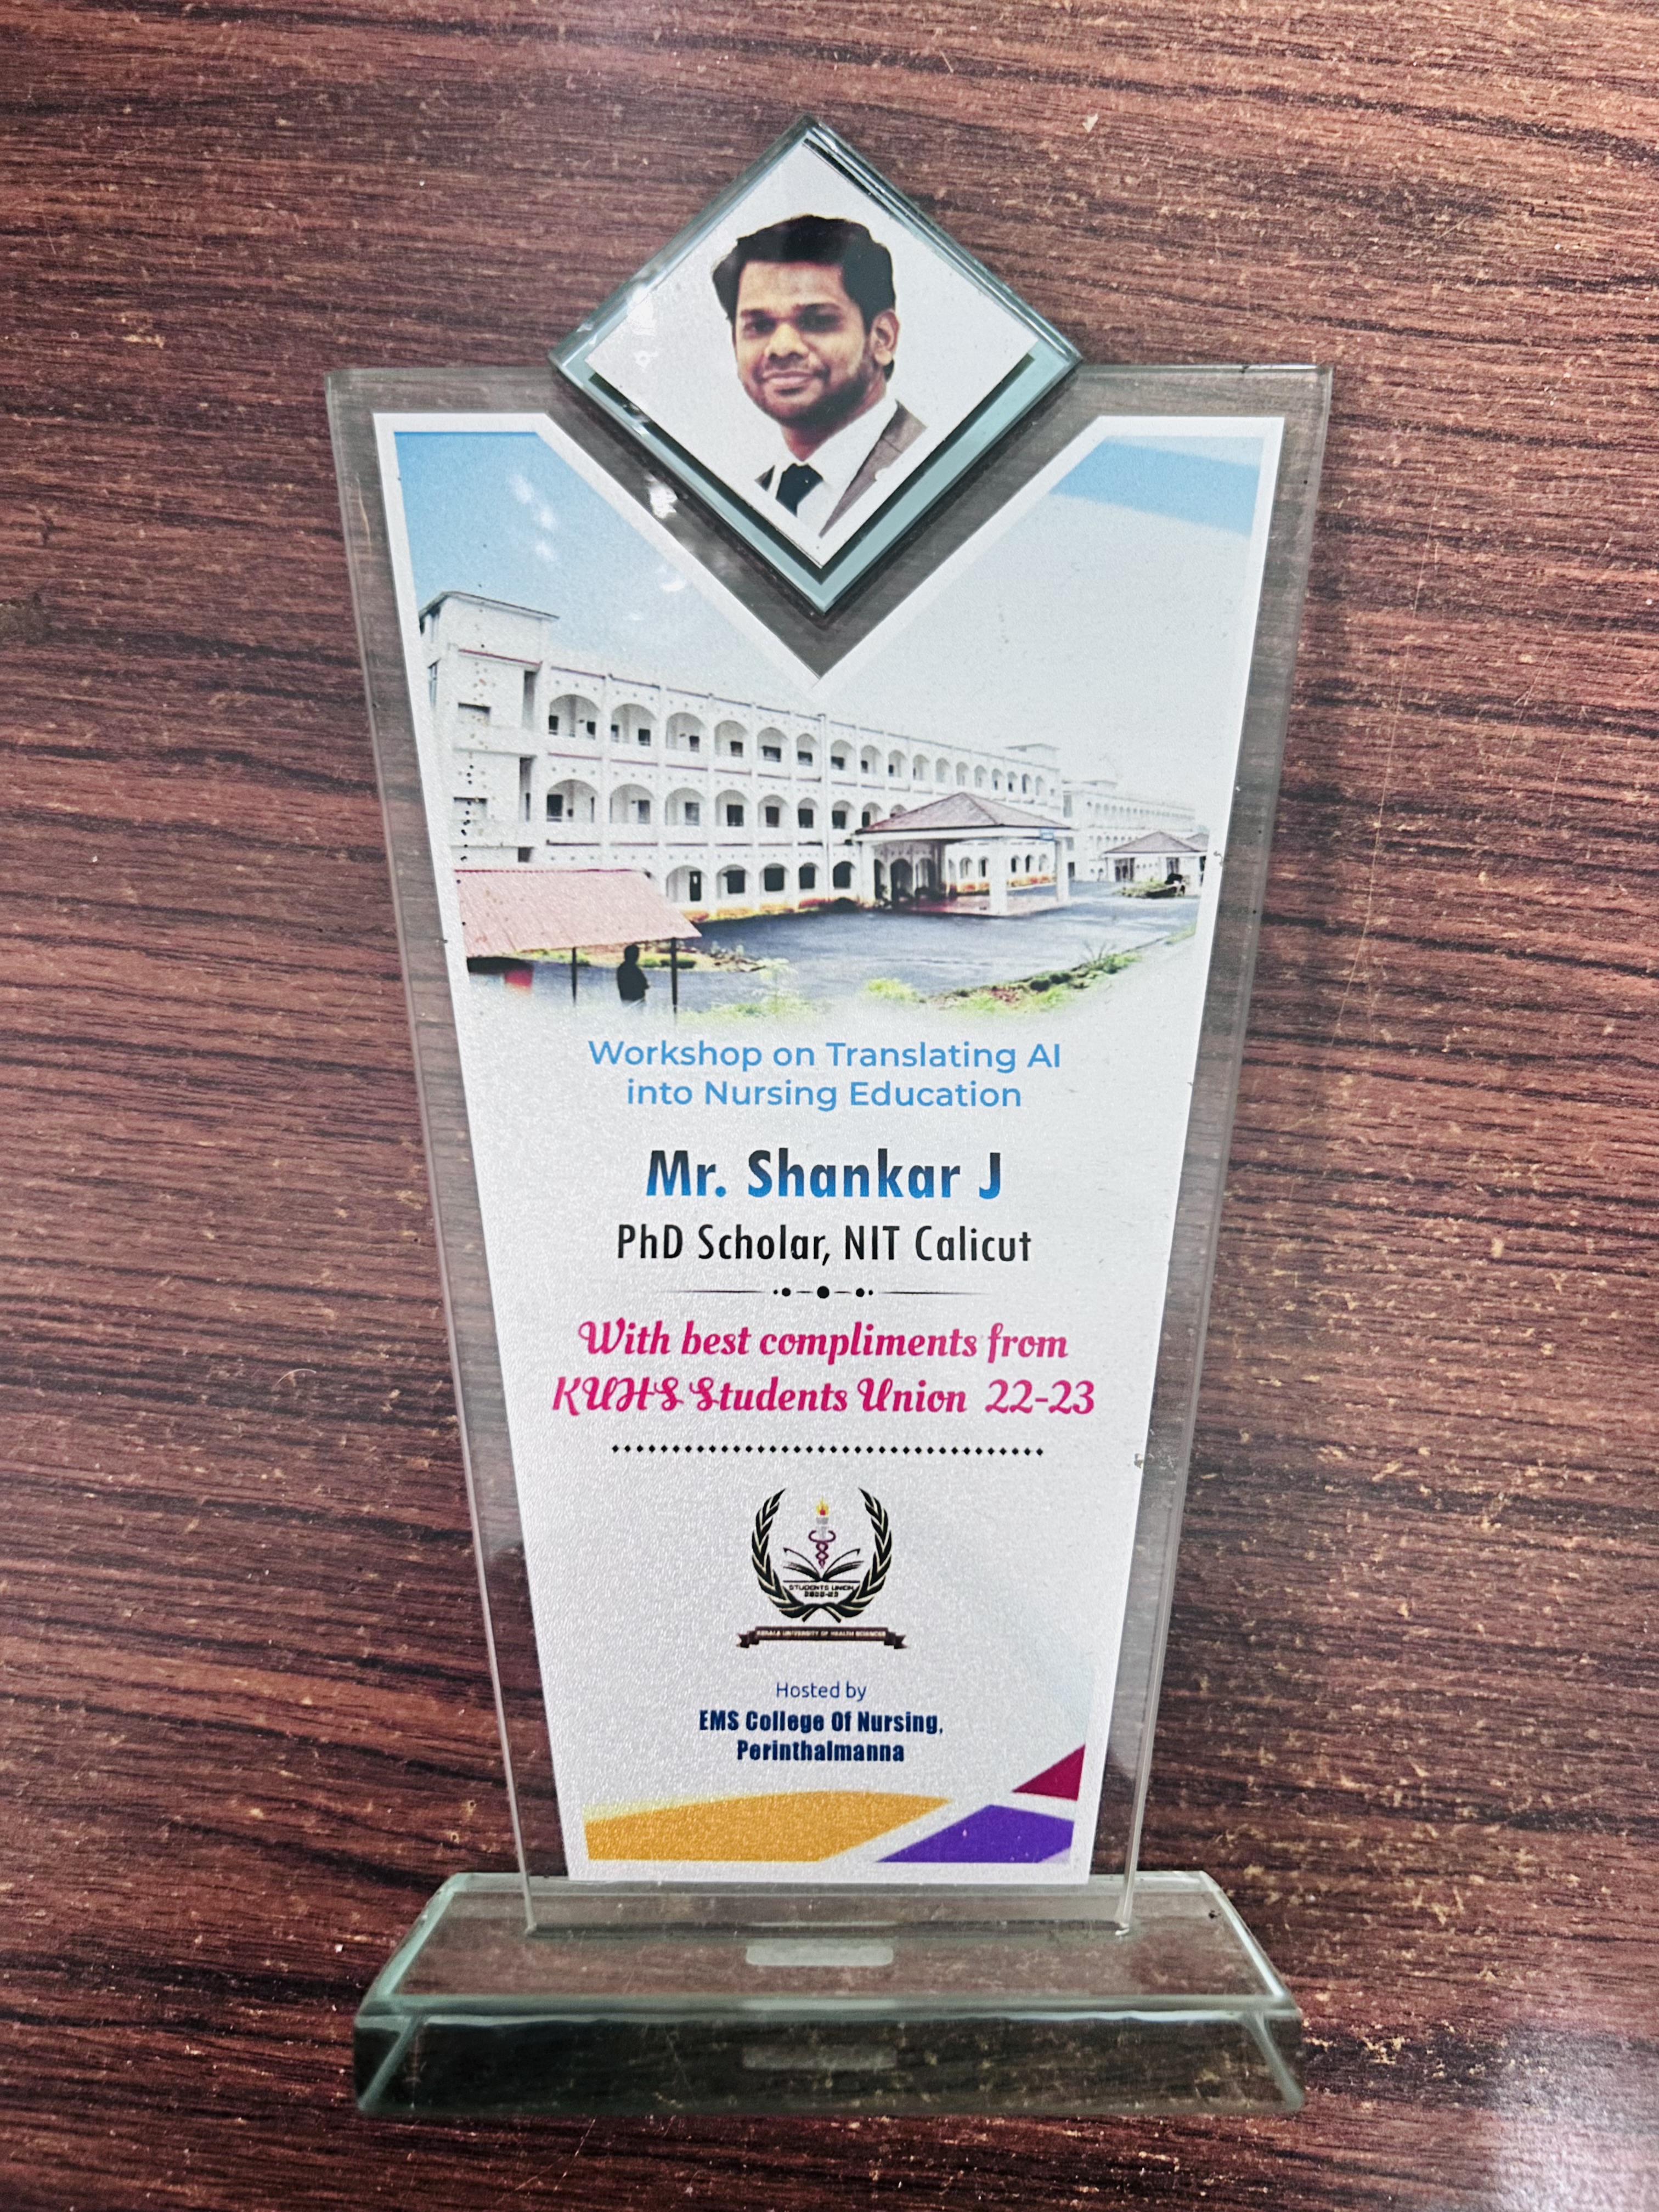 Workshop on Translating AI
into Nursing Education
Mr. Shankar J
PhD Scholar, NIT Calicut
With best compliments from
KUHS Students Union 22-23
STUDENTS UNION
2022-23
KERALA UNIVERSITY OF HEALTH SCIENCES
Hosted by
EMS College Of Nursing,
Perinthalmanna